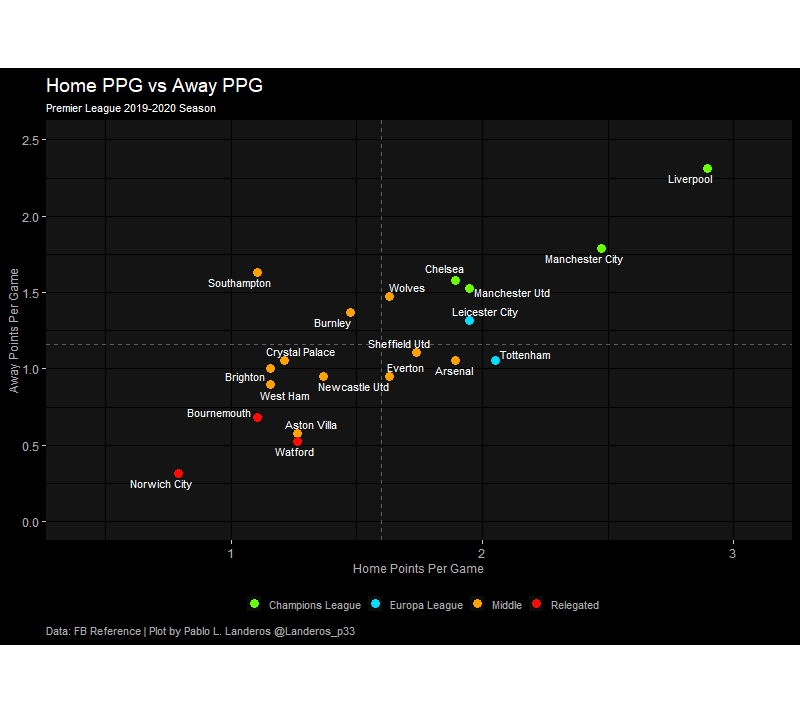 Home PPG vs Away PPG
Premier League 2019-2020 Season
2.5
Liverpool
2.0
Manchester City
Chelsea
Southampton
Wolves
Manchester Utd
1.5
Leicester City
Burnley
Away Points Per Game
Sheffield Utd
Crystal Palace
Tottenham
1.0
Everton
Arsenal
Brighton
Newcastle Utd
West Ham
Bournemouth
Aston Villa
0.5
Watford
Norwich City
0.0
1
2
3
Home Points Per Game
Champions League
Europa League
Middle
Relegated
Data: FB Reference | Plot by Pablo L. Landeros @Landeros_p33